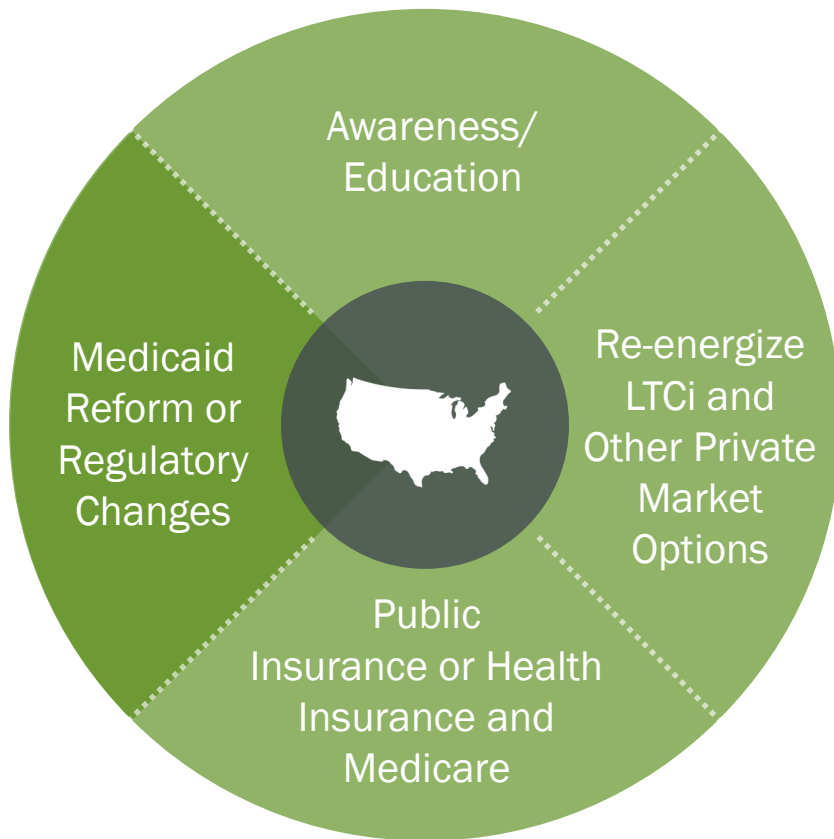 Awareness/
Education
Re-energize
LTCi and
Other Private
Market
Options
Medicaid
Reform or
Regulatory
Changes
Public
Insurance or Health
Insurance and
Medicare